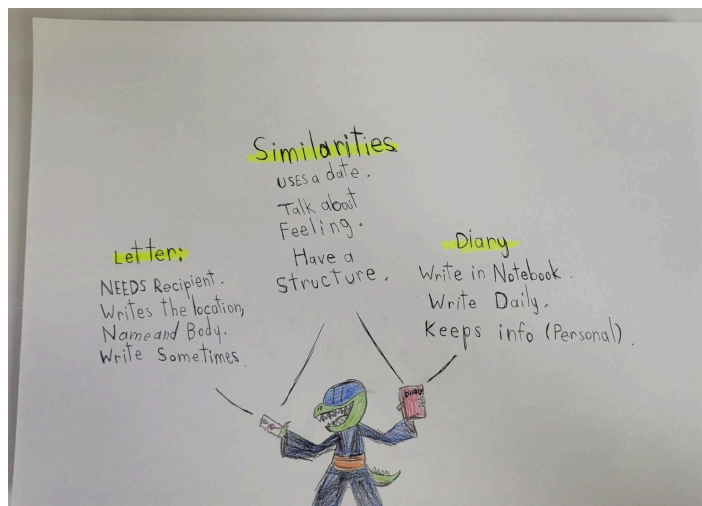 Similarities
USES a date.
Talk about
Feeling.
Have a
Structure.
Letter:
NEEDS Recipient.
Writes the location,
Name and Body.
Write Sometimes
Diary
Write in Notebook.
Write Daily.
Keeps info (Personal).
DIARY